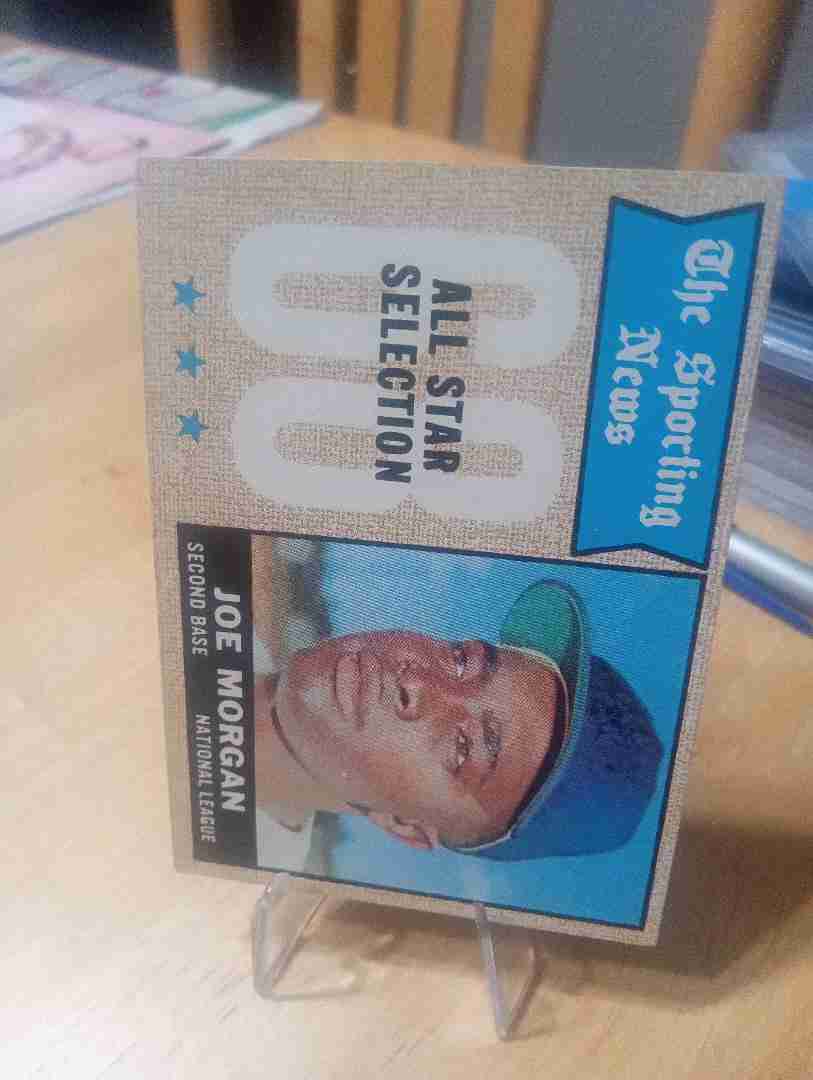 The Sporting
News
68
ALL STAR
SELECTION
JOE MORGAN
SECOND BASE NATIONAL LEAGUE